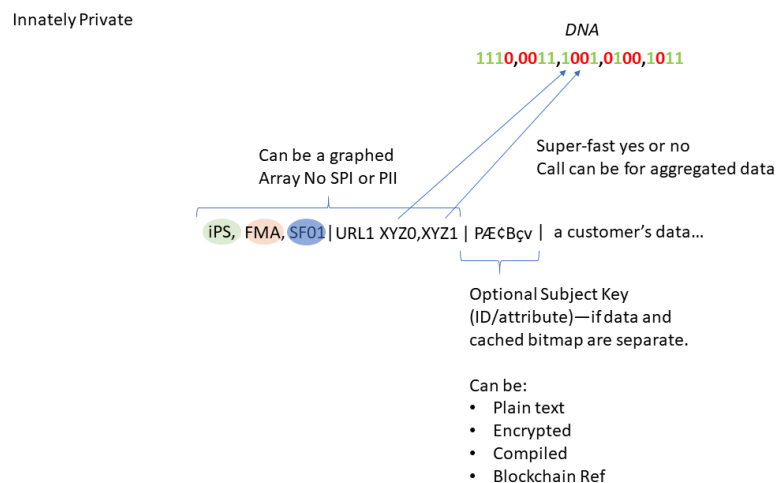 Innately Private
DNA
1110,0011,1001,0100,1011
Super-fast yes or no
Call can be for aggregated data
Can be a graphed
Array No SPI or PII
iPS, FMA, SF01|URL1 XYZ0,XYZ1 | PÆ¢Bçv | a customer’s data…
Optional Subject Key
(ID/attribute)—if data and
cached bitmap are separate.
Can be:
• Plain text
• Encrypted
• Compiled
• Blockchain Ref